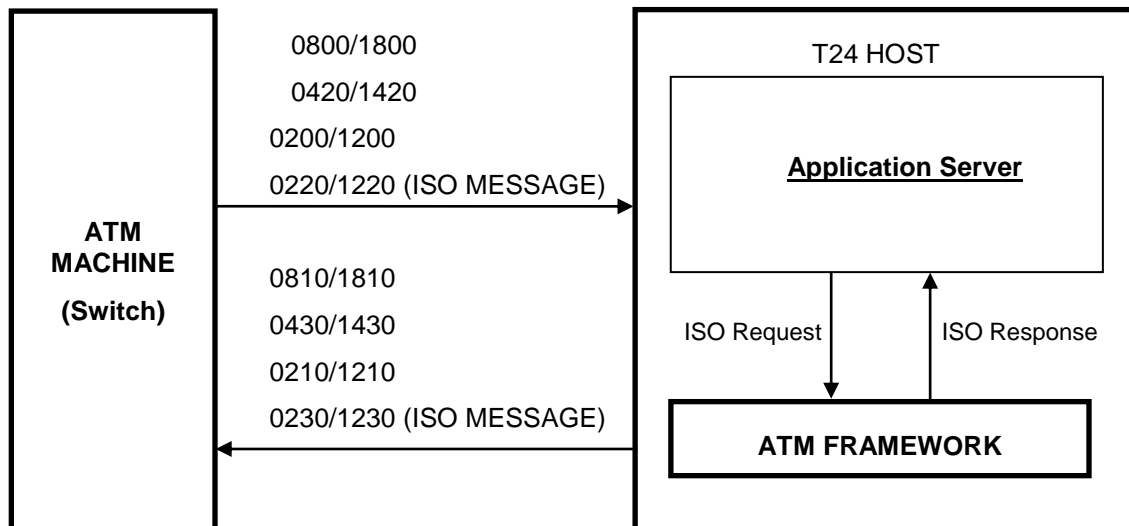 ATM
MACHINE
(Switch)
0800/1800
0420/1420
0200/1200
0220/1220 (ISO MESSAGE)
0810/1810
0430/1430
0210/1210
0230/1230 (ISO MESSAGE)
T24 HOST
Application Server
ISO Request
ISO Response
ATM FRAMEWORK